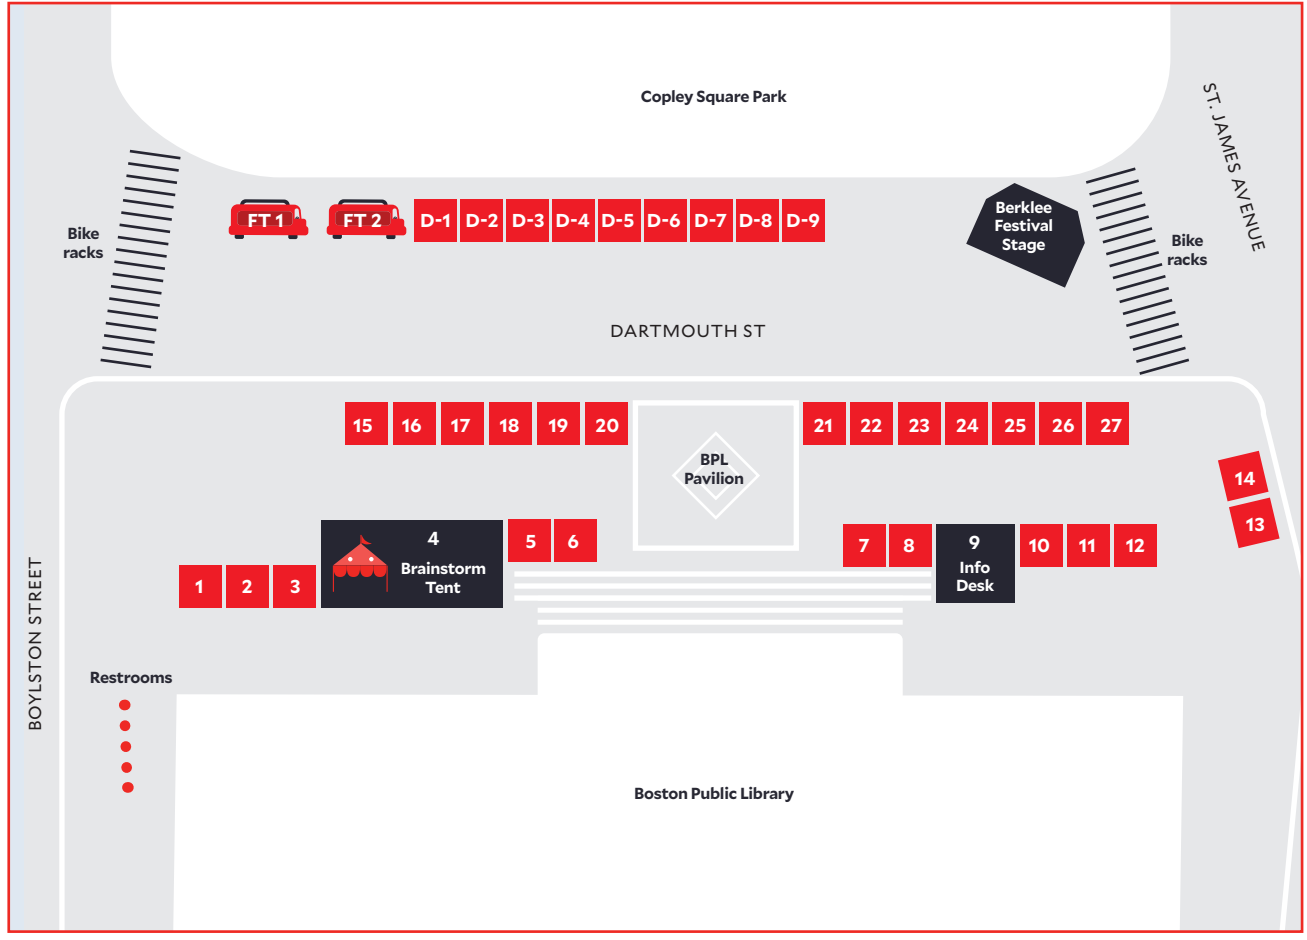 Copley Square Park
ST. JAMES AVENUE
FT 1
FT 2
D-1
D-2
D-3
D-4
D-5
D-6
D-7
D-8
D-9
Berklee
Festival
Stage
Bike
racks
Bike
racks
DARTMOUTH ST
15
16
17
18
19
20
BPL
Pavilion
21
22
23
24
25
26
27
14
13
1
2
3
4
Brainstorm
Tent
5
6
7
8
9
Info
Desk
10
11
12
BOYLSTON STREET
Restrooms
Boston Public Library